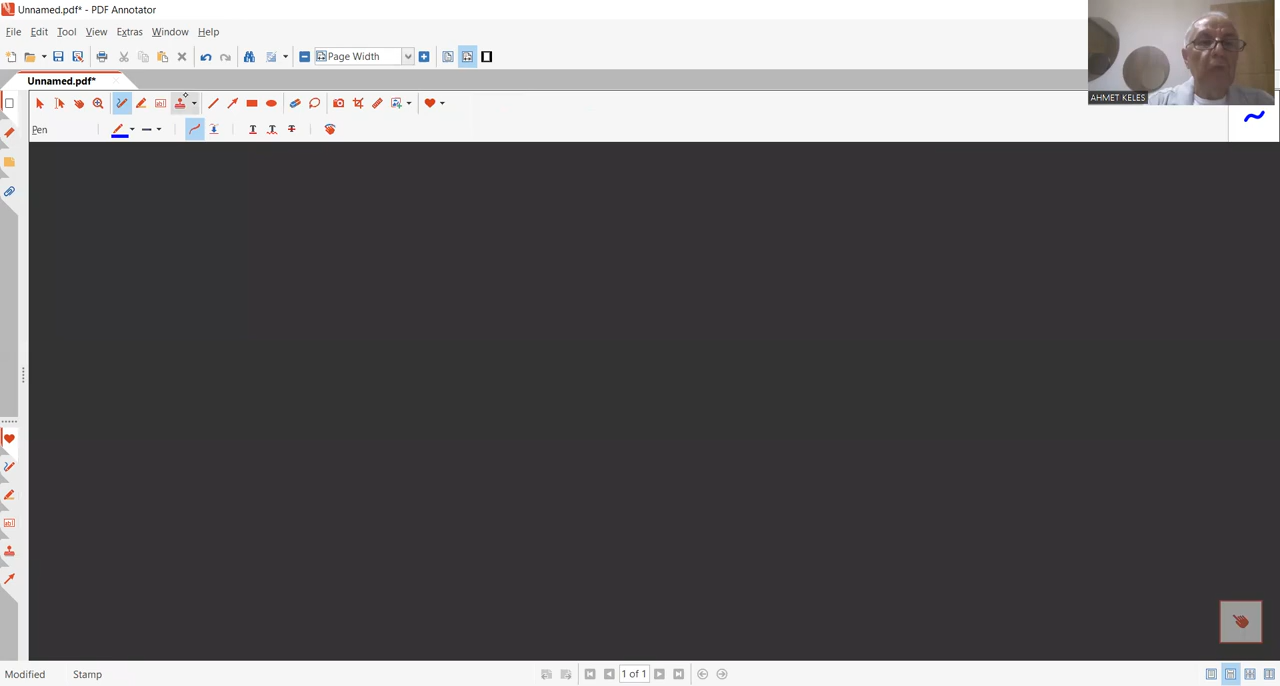 Unnamed.pdf* - PDF Annotator
File Edit Tool View Extras Window Help
Page Width
Unnamed.pdf*
AHMET KELES
Pen
Modified Stamp
1 of 1